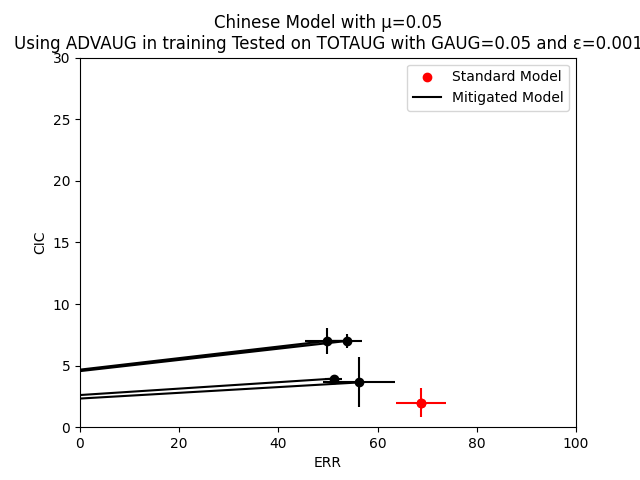 Chinese Model with μ=0.05
Using ADVAUG in training Tested on TOTAUG with GAUG=0.05 and ε=0.001
Standard Model
Mitigated Model
30
25
20
15
10
5
0
CIC
0 20 40 60 80 100
ERR